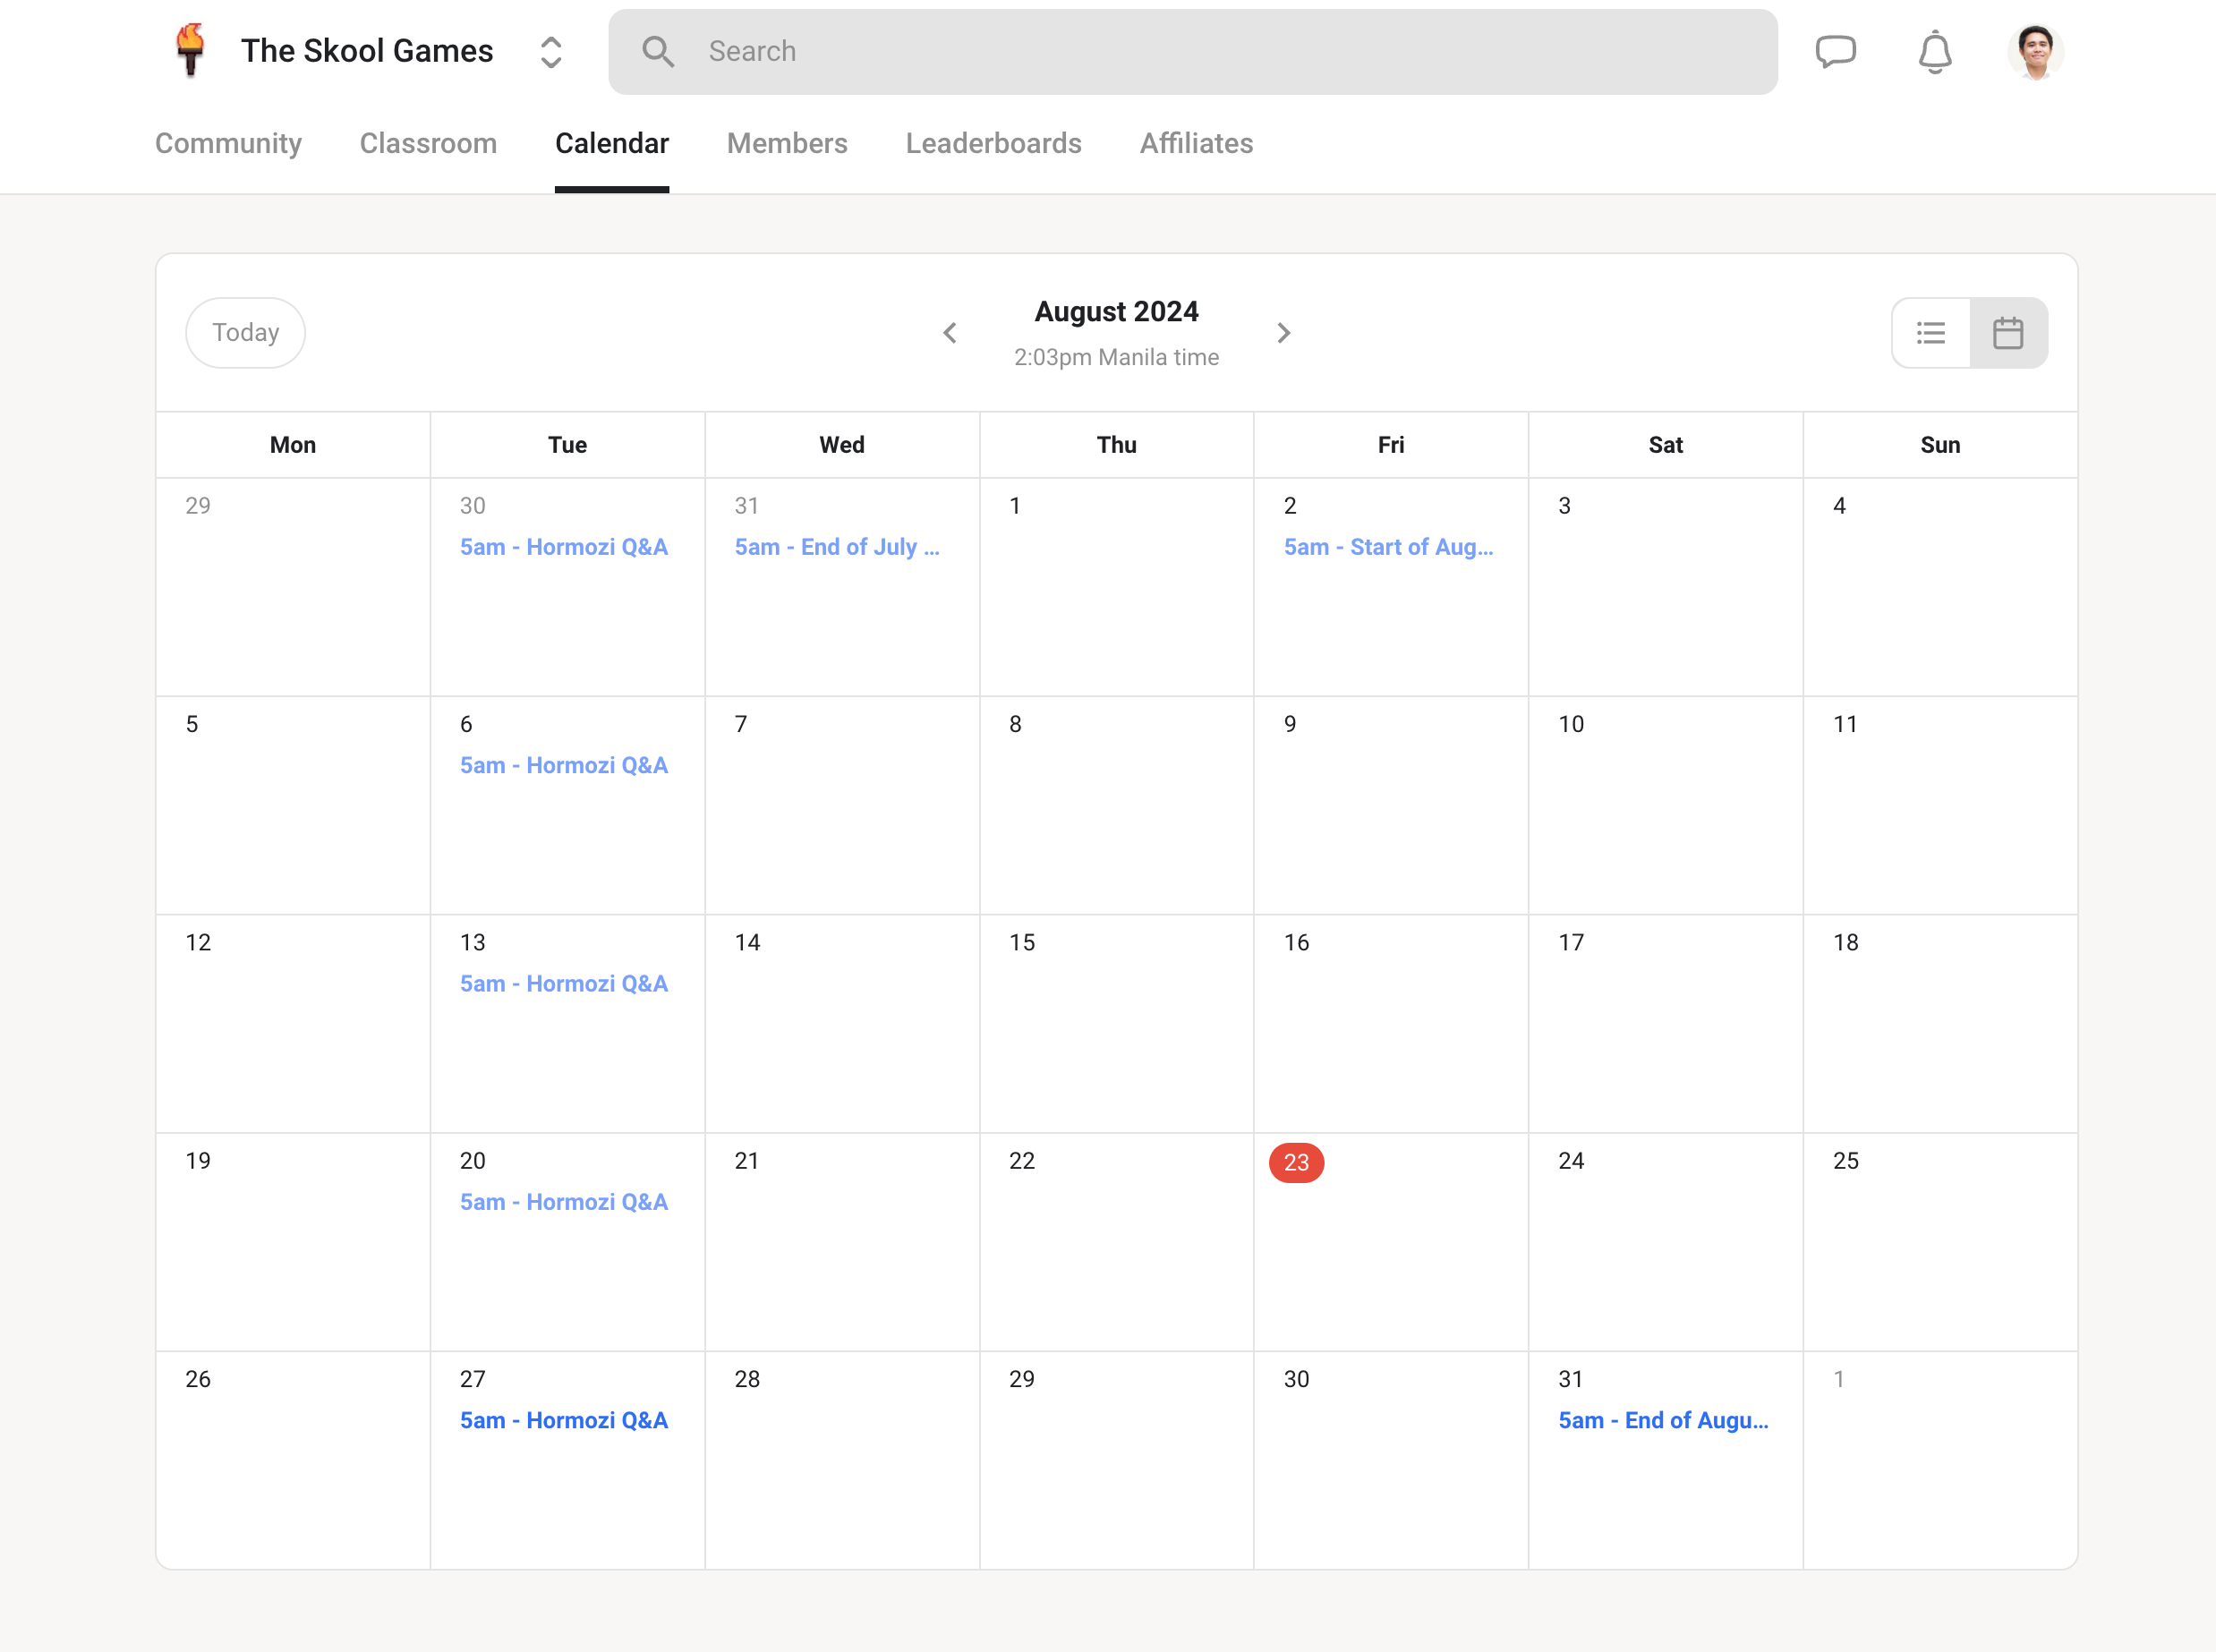 The Skool Games
Search
Community Classroom Calendar Members Leaderboards Affiliates
Today
August 2024
2:03pm Manila time
Mon Tue Wed Thu Fri Sat Sun
29 30 31 1 2 3 4
5am - Hormozi Q&A 5am - End of July ... 5am - Start of Aug...
5 6 7 8 9 10 11
5am - Hormozi Q&A
12 13 14 15 16 17 18
5am - Hormozi Q&A
19 20 21 22 23 24 25
5am - Hormozi Q&A
26 27 28 29 30 31 1
5am - Hormozi Q&A 5am - End of Augu...